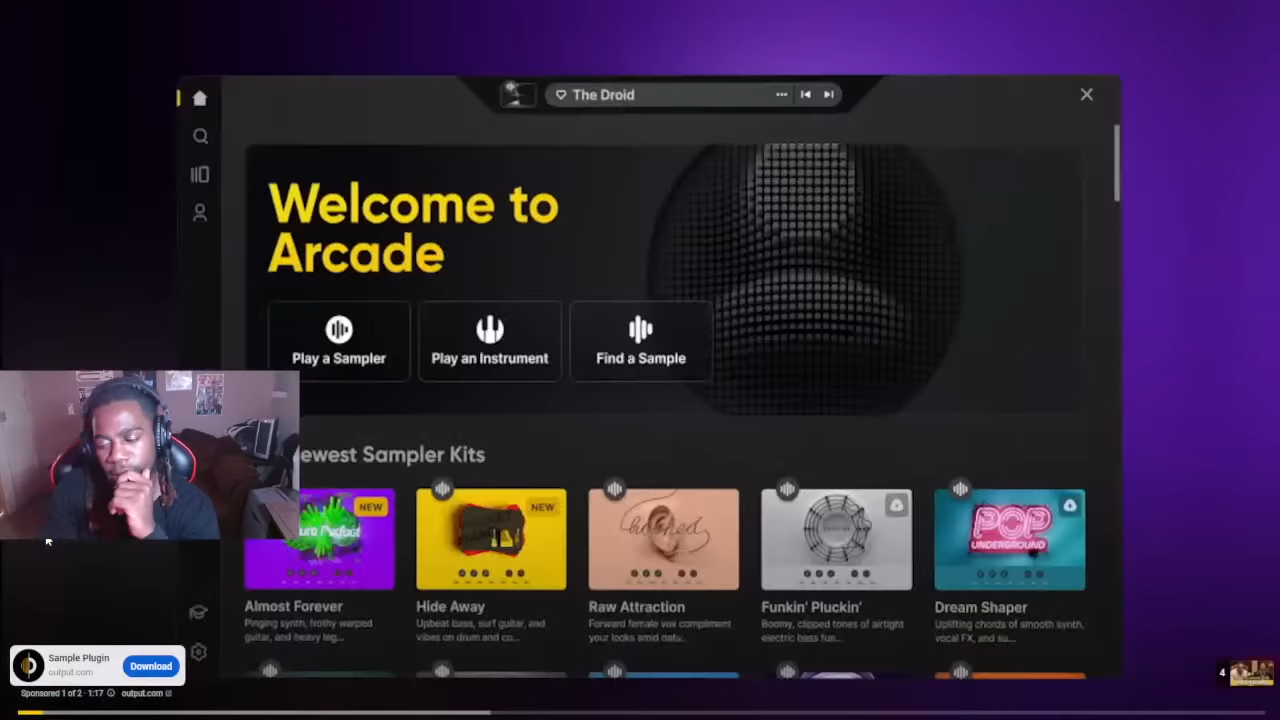 The Droid
Welcome to
Arcade
Play a Sampler
Play an Instrument
Find a Sample
ewest Sampler Kits
NEW
NEW
hooked
POP
UNDERGROUND
Almost Forever
Hide Away
Raw Attraction
Funkin' Pluckin'
Dream Shaper
Pinging synth, frothy warped
guitar, and heavy leg...
Upbeat bass, surf guitar, and
vibes on drum and co...
Forward female vox compliment
your locks amid natu...
Boomy, clipped tones of airtight
electric bass fun...
Uplifting chords of smooth synth,
vocal FX, and su...
Sample Plugin
output.com
Download
Sponsored 1 of 2 · 1:17
output.com
4